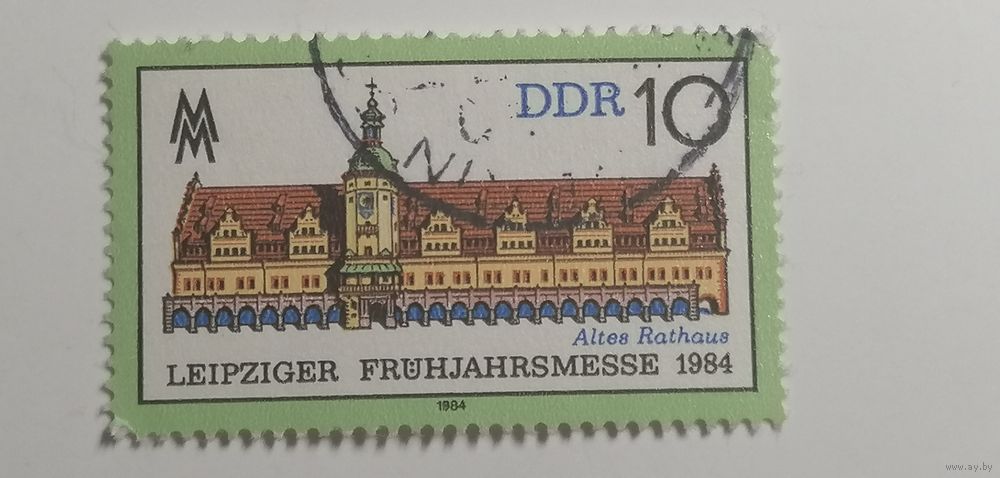 MM
DDR 10
Altes Rathaus
LEIPZIGER FRÜHJAHRSMESSE 1984
1984
www.ay.by